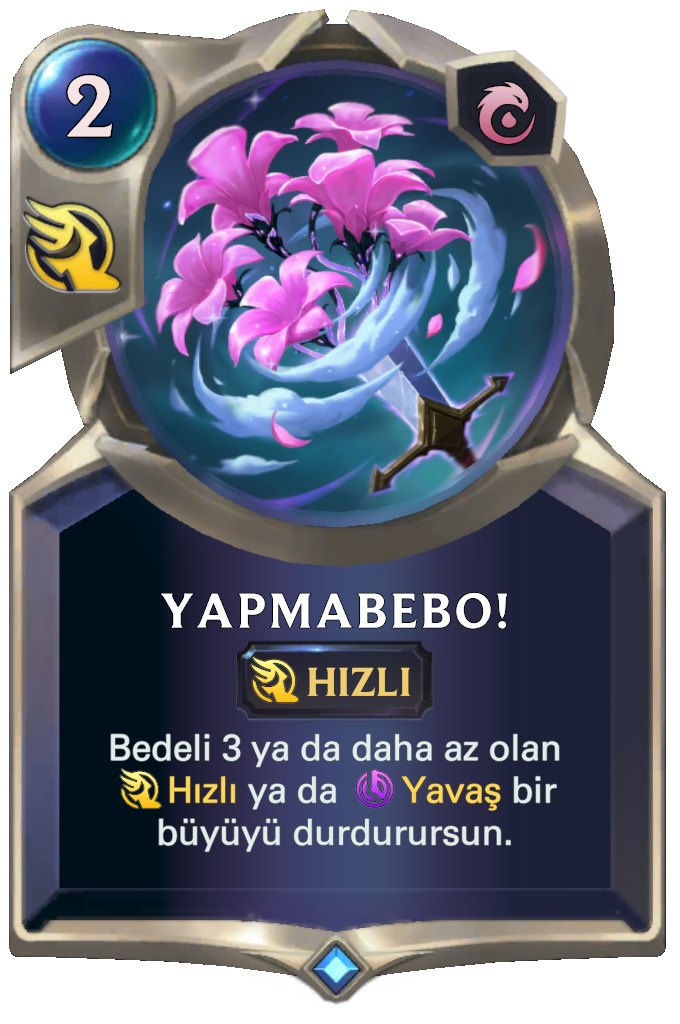 2
YAPMABEBO!
HIZLI
Bedeli 3 ya da daha az olan
Hızlı ya da Yavaş bir
büyüyü durdurursun.